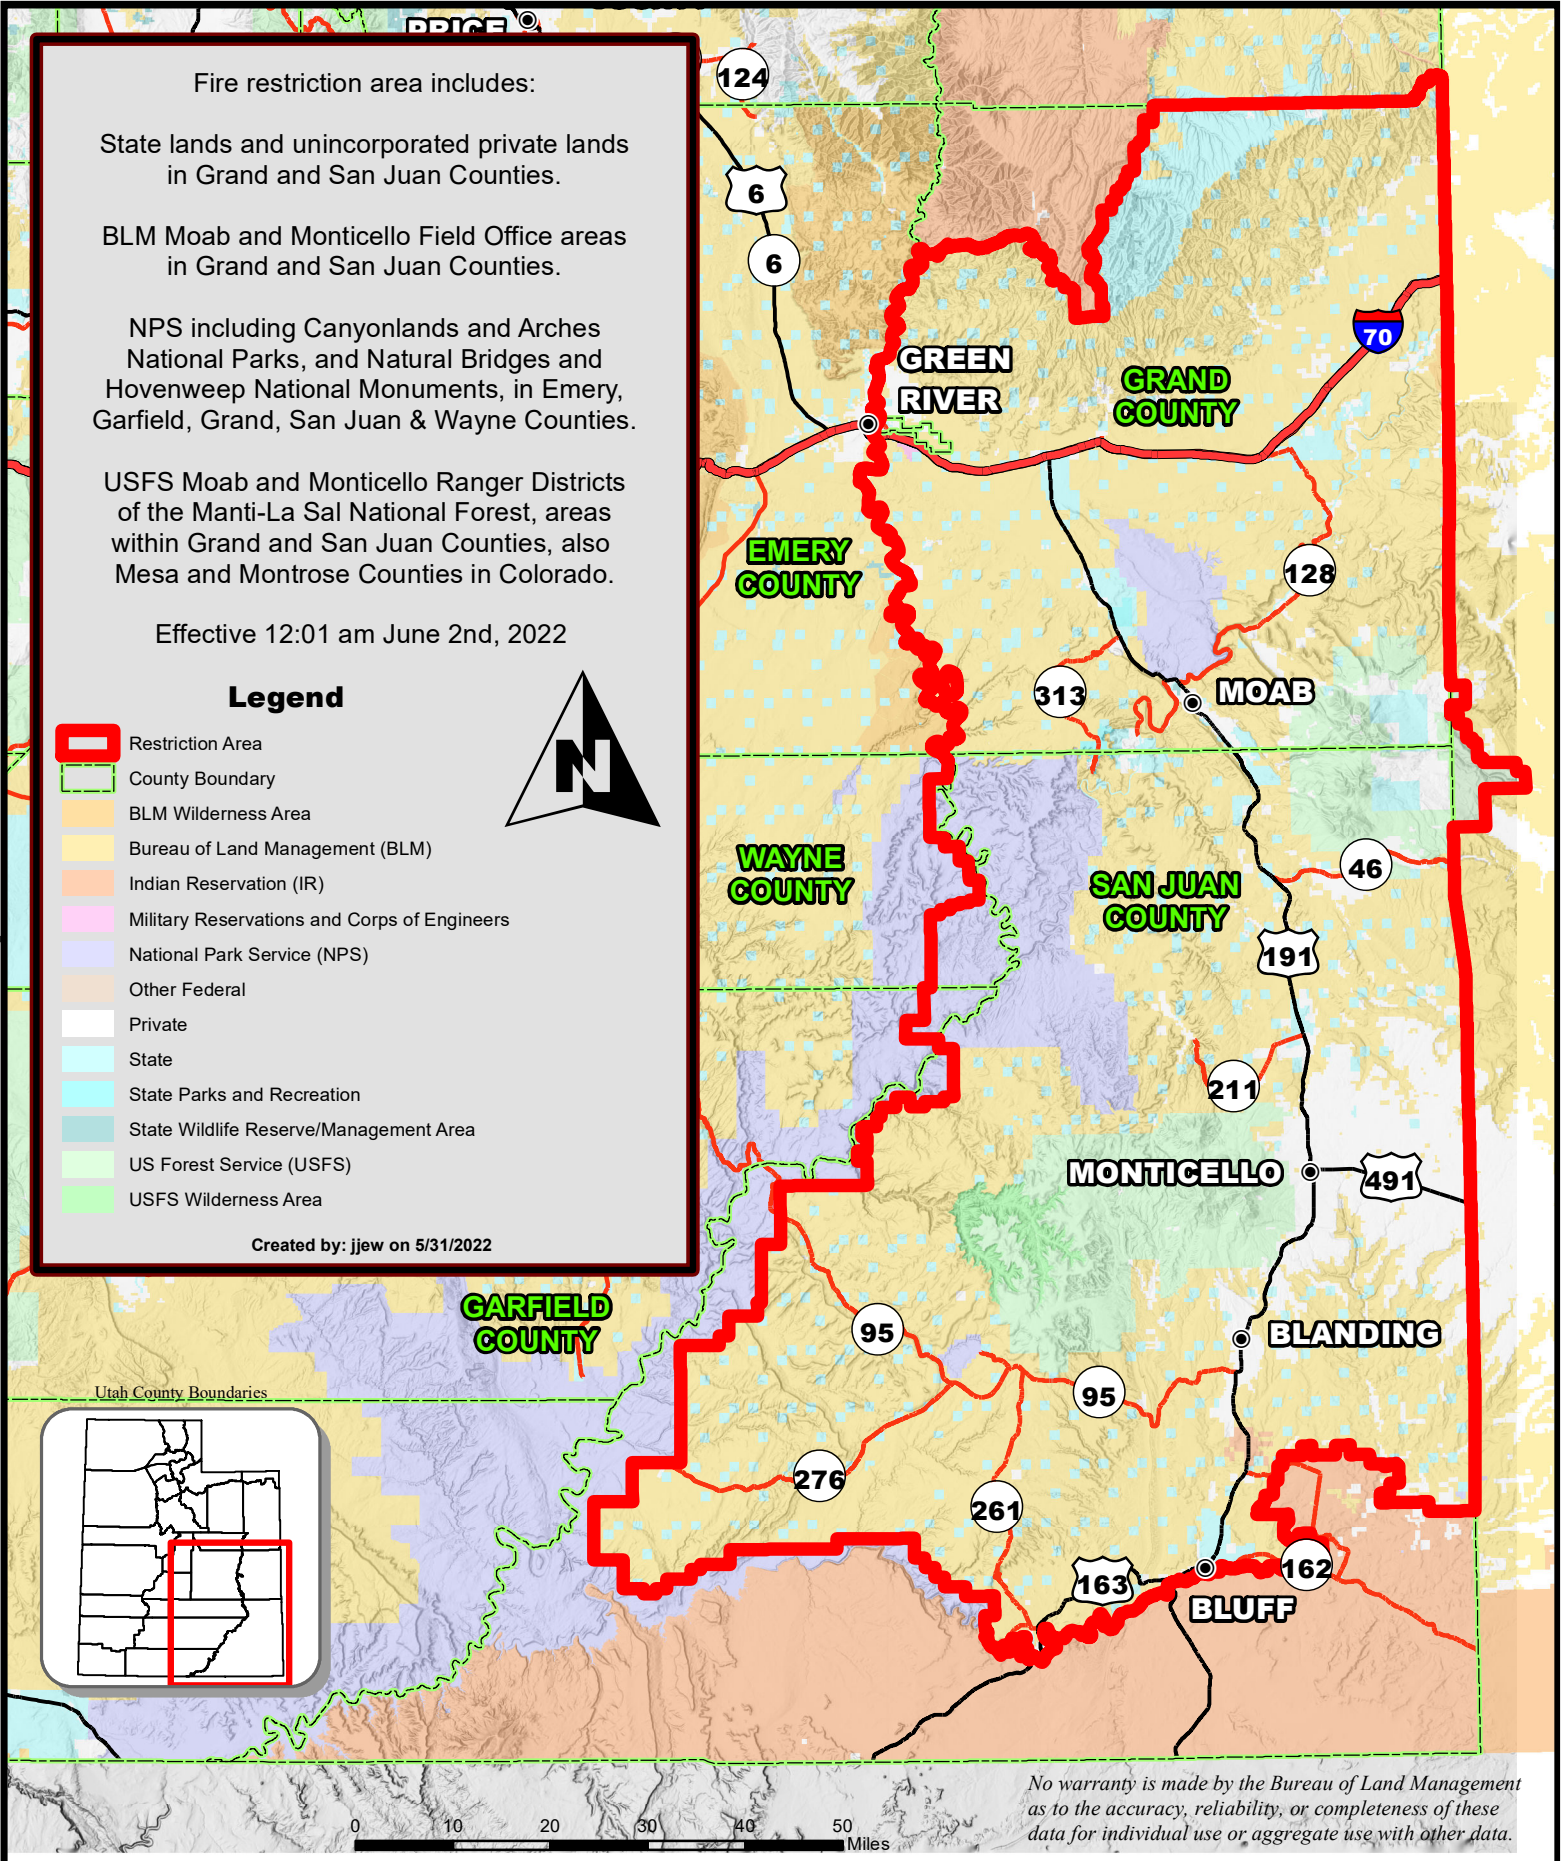 PRICE
Fire restriction area includes:
State lands and unincorporated private lands
in Grand and San Juan Counties.
BLM Moab and Monticello Field Office areas
in Grand and San Juan Counties.
NPS including Canyonlands and Arches
National Parks, and Natural Bridges and
Hovenweep National Monuments, in Emery,
Garfield, Grand, San Juan & Wayne Counties.
USFS Moab and Monticello Ranger Districts
of the Manti-La Sal National Forest, areas
within Grand and San Juan Counties, also
Mesa and Montrose Counties in Colorado.
Effective 12:01 am June 2nd, 2022
Legend
Restriction Area
County Boundary
BLM Wilderness Area
Bureau of Land Management (BLM)
Indian Reservation (IR)
Military Reservations and Corps of Engineers
National Park Service (NPS)
Other Federal
Private
State
State Parks and Recreation
State Wildlife Reserve/Management Area
US Forest Service (USFS)
USFS Wilderness Area
N
Created by: jjew on 5/31/2022
124
6
6
70
GREEN
RIVER
GRAND
COUNTY
EMERY
COUNTY
128
313
MOAB
WAYNE
COUNTY
SAN JUAN
COUNTY
46
191
211
MONTICELLO
491
GARFIELD
COUNTY
95
BLANDING
95
276
261
163
162
BLUFF
Utah County Boundaries
0 10 20 30 40 50
Miles
No warranty is made by the Bureau of Land Management
as to the accuracy, reliability, or completeness of these
data for individual use or aggregate use with other data.